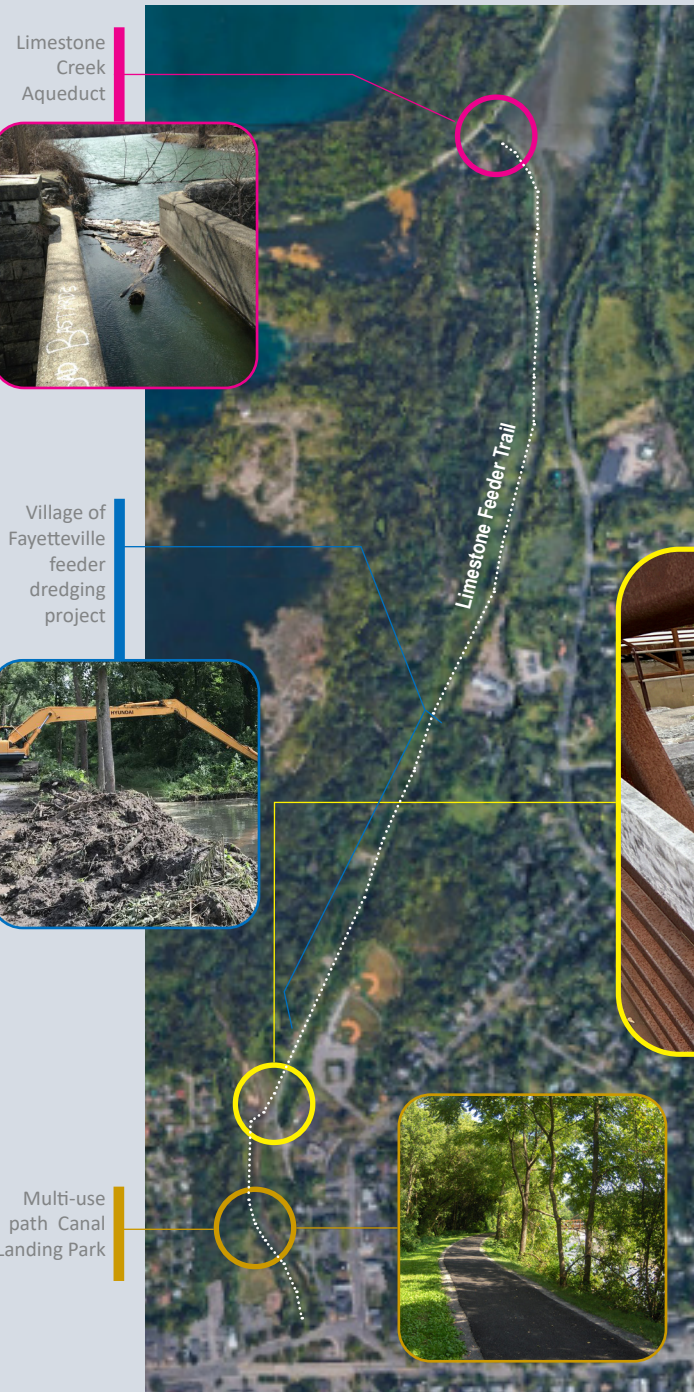 Limestone
Creek
Aqueduct
Village of
Fayetteville
feeder
dredging
project
HYUNDAI
Limestone Feeder Trail
Multi-use
path Canal
Landing Park